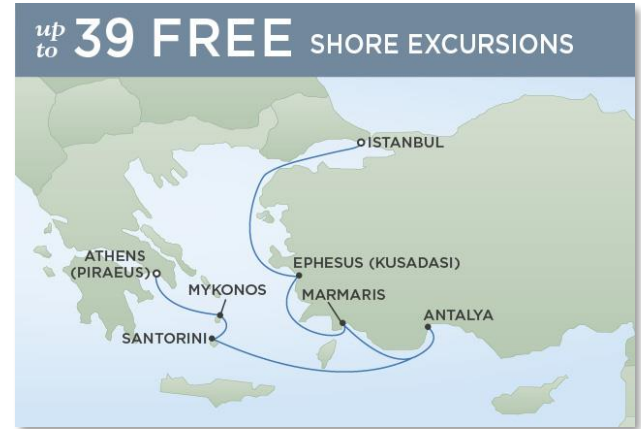 up to 39 FREE SHORE EXCURSIONS
ISTANBUL
ATHENS
(PIRAEUS)
EPHESUS (KUSADASI)
MYKONOS
MARMARIS
ANTALYA
SANTORINI